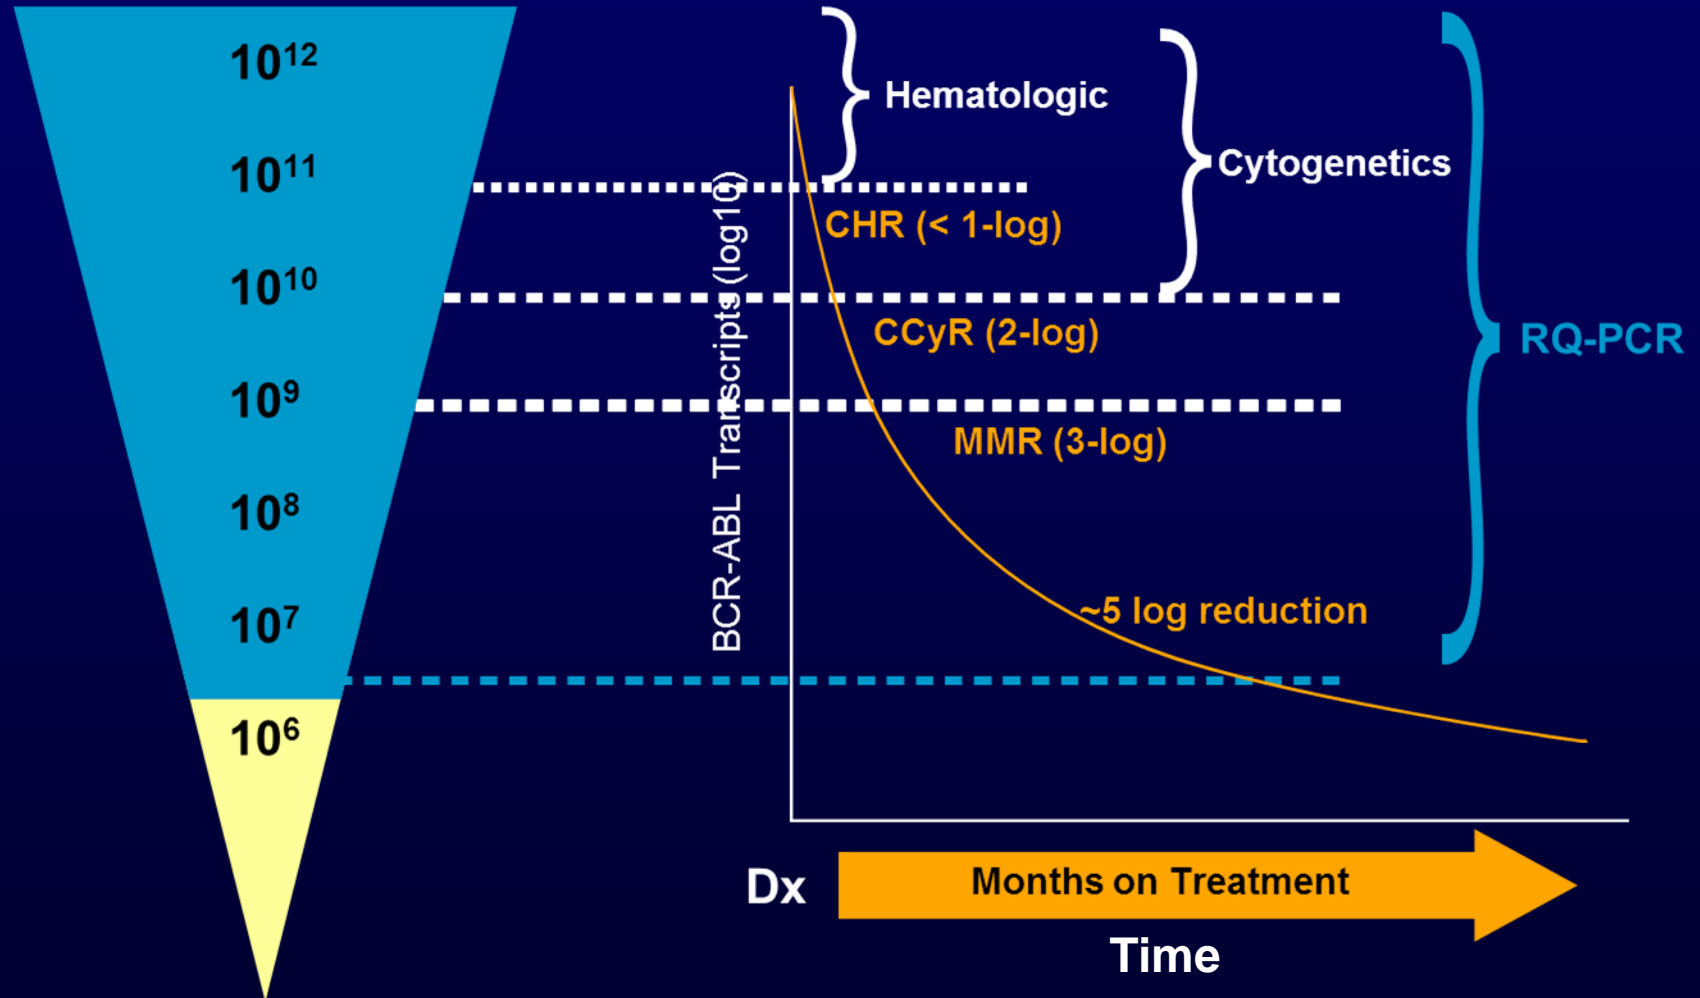 10¹²
10¹¹
10¹⁰
10⁹
10⁸
10⁷
10⁶
BCR-ABL Transcripts (log10)
Hematologic
Cytogenetics
RQ-PCR
CHR (< 1-log)
CCyR (2-log)
MMR (3-log)
~5 log reduction
Dx
Months on Treatment
Time